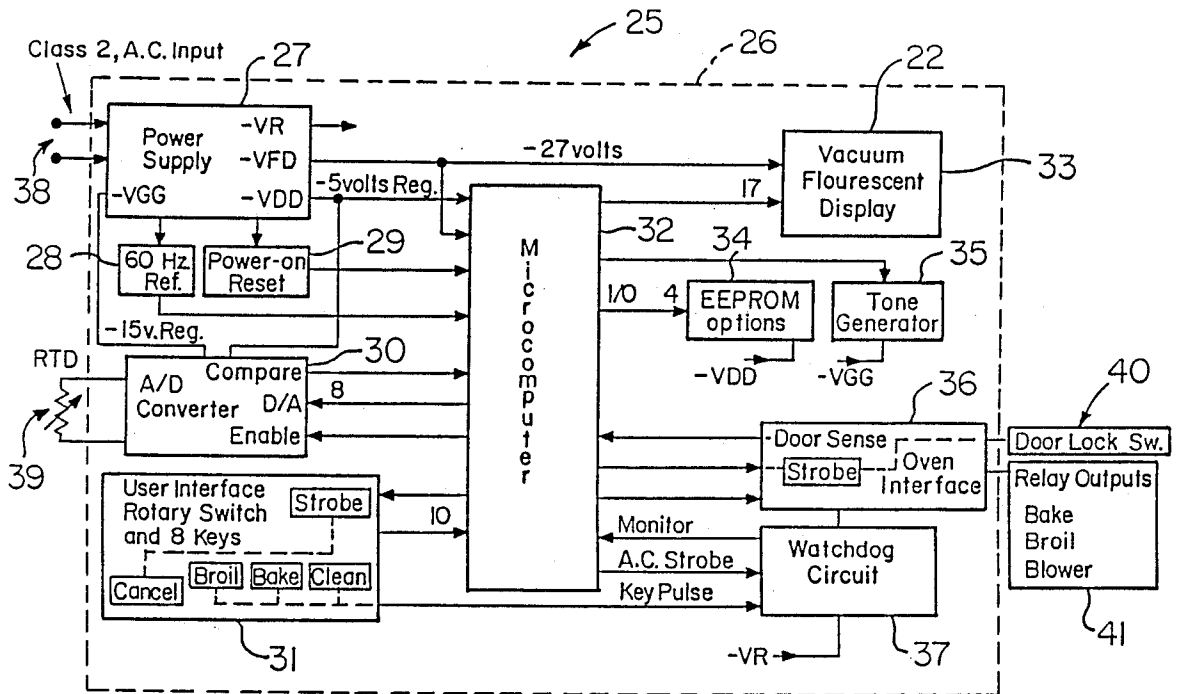 25
Class 2, A.C. Input
27
26
22
Power
Supply
-VR
-VFD
-VGG
-VDD
38
-27 volts
-5volts Reg.
17
Vacuum
Flourescent
Display
33
28
60 Hz.
Ref.
29
Power-on
Reset
Microcomputer
32
34
35
I/O
4
EEPROM
options
Tone
Generator
-VDD
-VGG
-15v. Reg.
30
RTD
39
A/D
Converter
Compare
8
D/A
Enable
36
40
-Door Sense
Strobe
Oven
Interface
Door Lock Sw.
Relay Outputs
Bake
Broil
Blower
41
User Interface
Rotary Switch
and 8 Keys
Strobe
10
Cancel
Broil
Bake
Clean
31
Monitor
A.C. Strobe
Key Pulse
Watchdog
Circuit
-VR
37